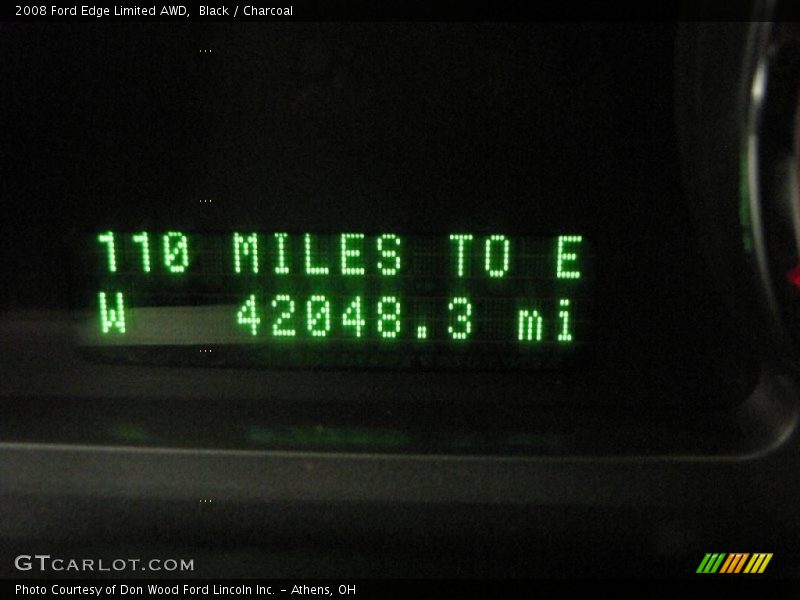 2008 Ford Edge Limited AWD,  Black / Charcoal
110 MILES TO E
W 42048.3 mi
GTCARLOT.COM
Photo Courtesy of Don Wood Ford Lincoln Inc. - Athens, OH